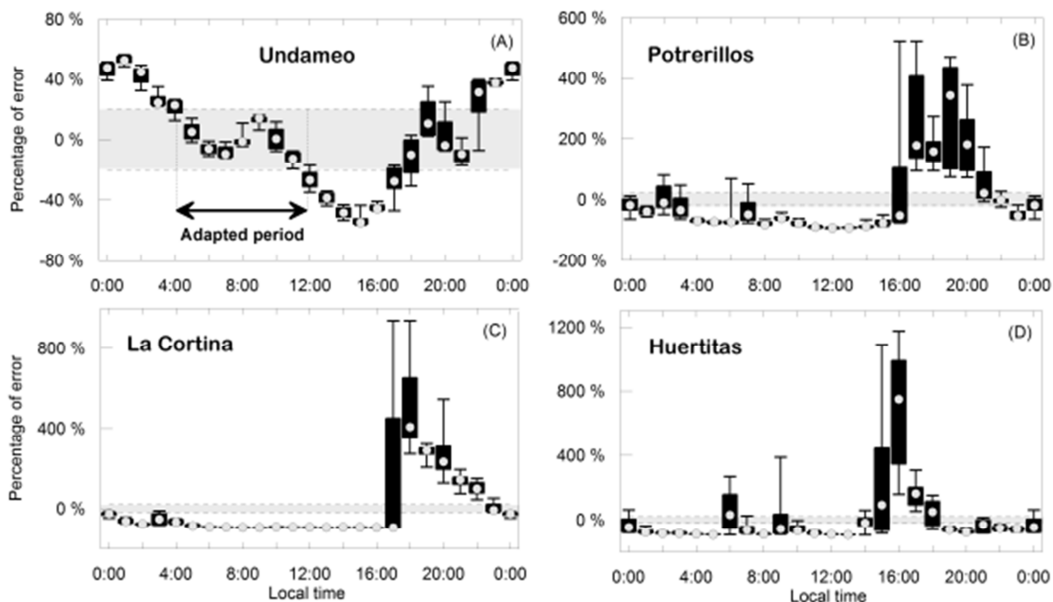 80 %
40 %
0 %
-40 %
-80 %
Percentage of error
Undameo
(A)
Adapted period
0:00 4:00 8:00 12:00 16:00 20:00 0:00
600 %
400 %
200 %
0 %
-200 %
Potrerillos
(B)
0:00 4:00 8:00 12:00 16:00 20:00 0:00
800 %
400 %
0 %
Percentage of error
La Cortina
(C)
0:00 4:00 8:00 12:00 16:00 20:00 0:00
Local time
1200 %
800 %
400 %
0 %
Huertitas
(D)
0:00 4:00 8:00 12:00 16:00 20:00 0:00
Local time